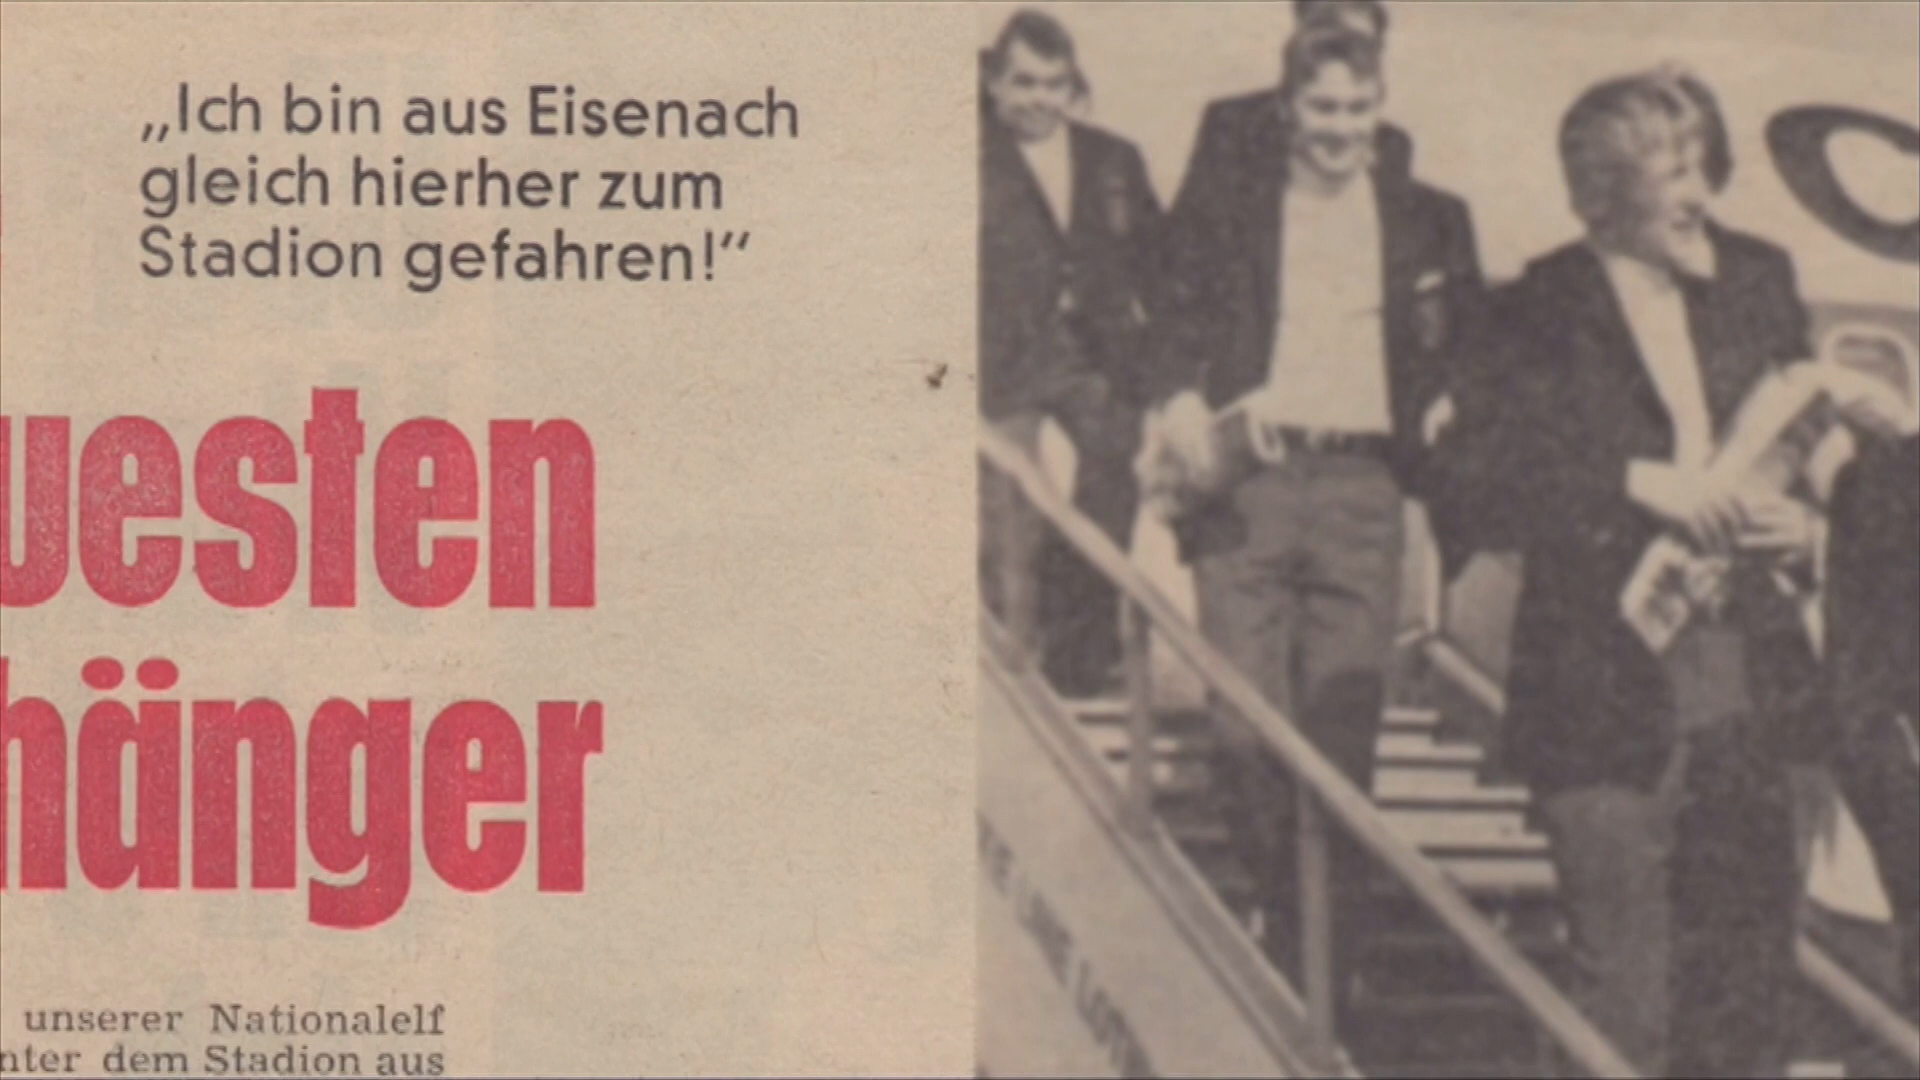 „Ich bin aus Eisenach
gleich hierher zum
Stadion gefahren!“
uesten
hänger
unserer Nationalelf
nter dem Stadion aus